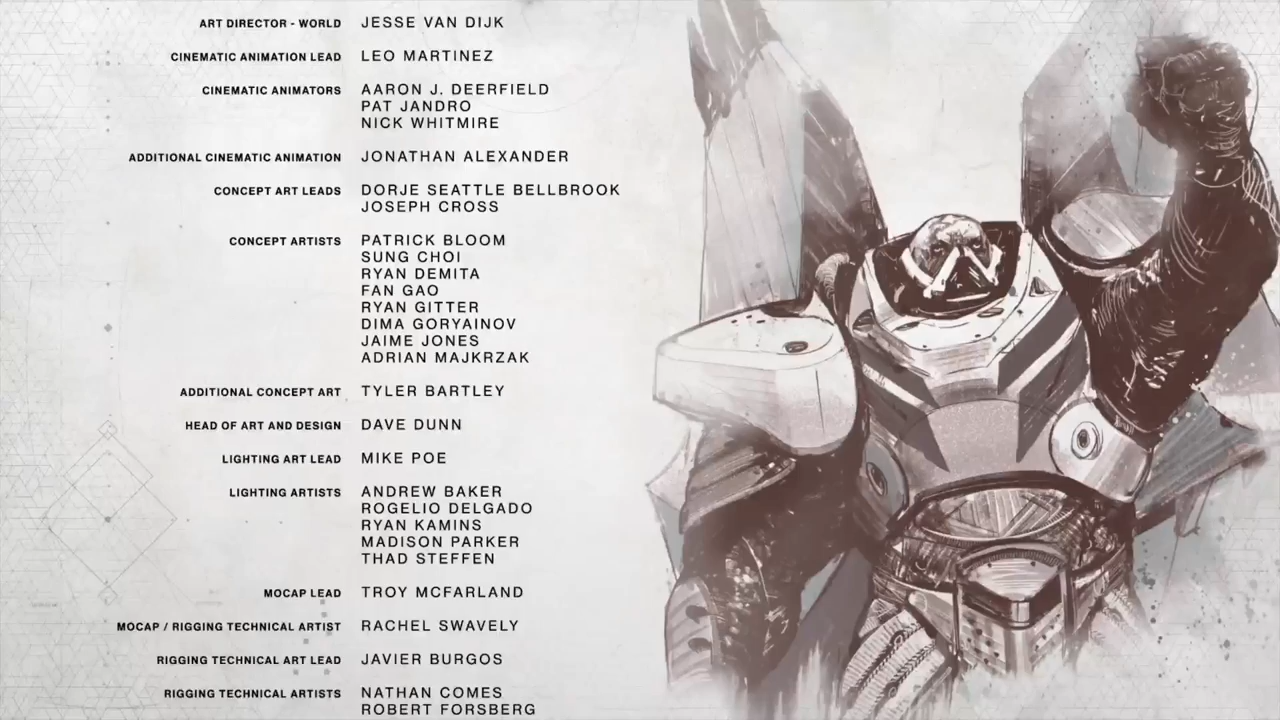 ART DIRECTOR - WORLD JESSE VAN DIJK
CINEMATIC ANIMATION LEAD LEO MARTINEZ
CINEMATIC ANIMATORS AARON J. DEERFIELD
PAT JANDRO
NICK WHITMIRE
ADDITIONAL CINEMATIC ANIMATION JONATHAN ALEXANDER
CONCEPT ART LEADS DORJE SEATTLE BELLBROOK
JOSEPH CROSS
CONCEPT ARTISTS PATRICK BLOOM
SUNG CHOI
RYAN DEMITA
FAN GAO
RYAN GITTER
DIMA GORYAINOV
JAIME JONES
ADRIAN MAJKRZAK
ADDITIONAL CONCEPT ART TYLER BARTLEY
HEAD OF ART AND DESIGN DAVE DUNN
LIGHTING ART LEAD MIKE POE
LIGHTING ARTISTS ANDREW BAKER
ROGELIO DELGADO
RYAN KAMINS
MADISON PARKER
THAD STEFFEN
MOCAP LEAD TROY MCFARLAND
MOCAP / RIGGING TECHNICAL ARTIST RACHEL SWAVELY
RIGGING TECHNICAL ART LEAD JAVIER BURGOS
RIGGING TECHNICAL ARTISTS NATHAN COMES
ROBERT FORSBERG